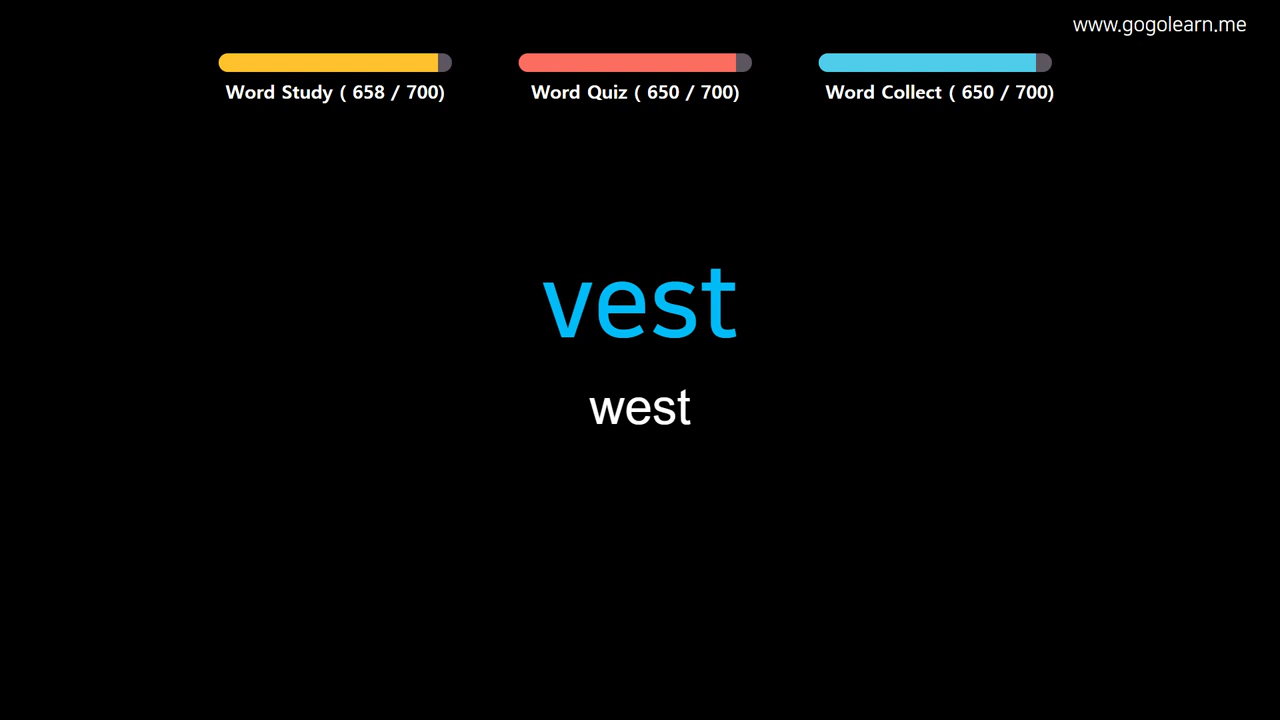 www.gogolearn.me
Word Study ( 658 / 700)
Word Quiz ( 650 / 700)
Word Collect ( 650 / 700)
vest
west